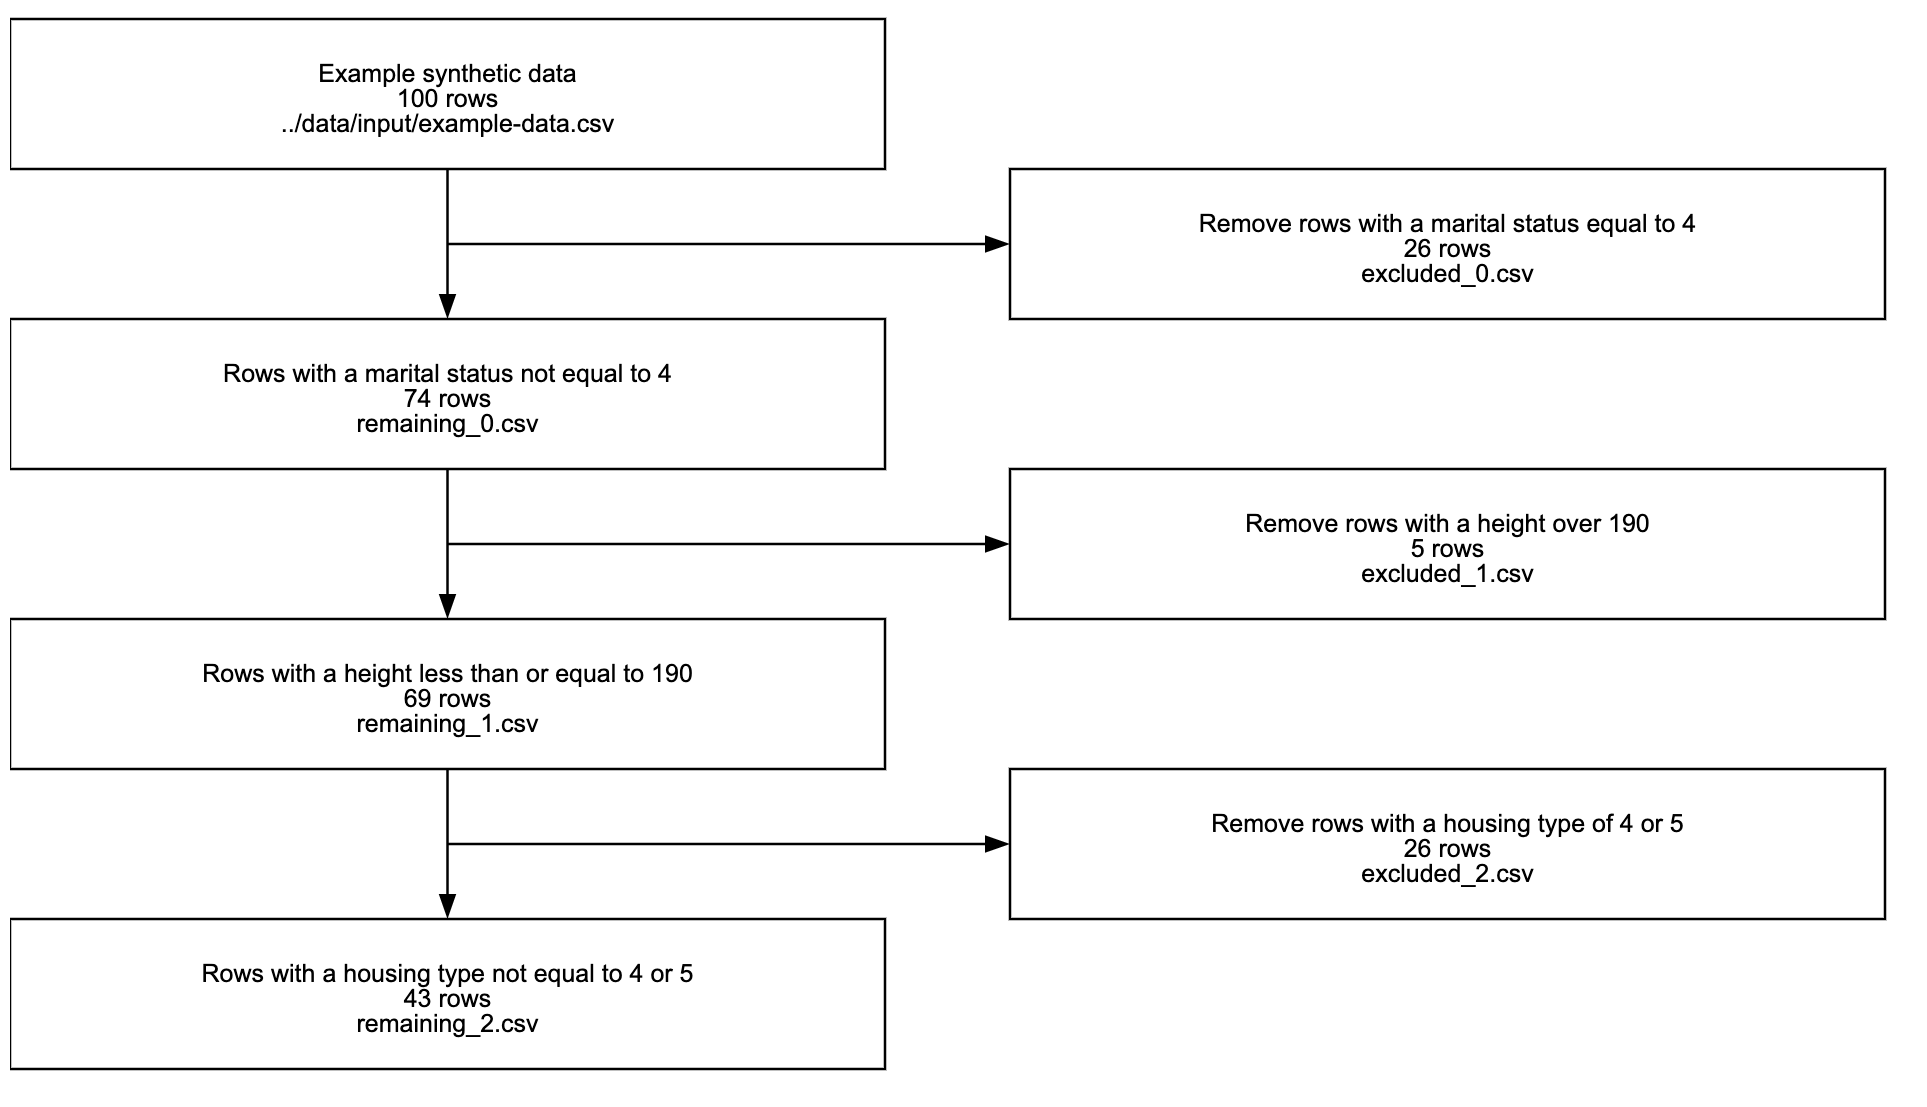 Example synthetic data
100 rows
../data/input/example-data.csv
Remove rows with a marital status equal to 4
26 rows
excluded_0.csv
Rows with a marital status not equal to 4
74 rows
remaining_0.csv
Remove rows with a height over 190
5 rows
excluded_1.csv
Rows with a height less than or equal to 190
69 rows
remaining_1.csv
Remove rows with a housing type of 4 or 5
26 rows
excluded_2.csv
Rows with a housing type not equal to 4 or 5
43 rows
remaining_2.csv